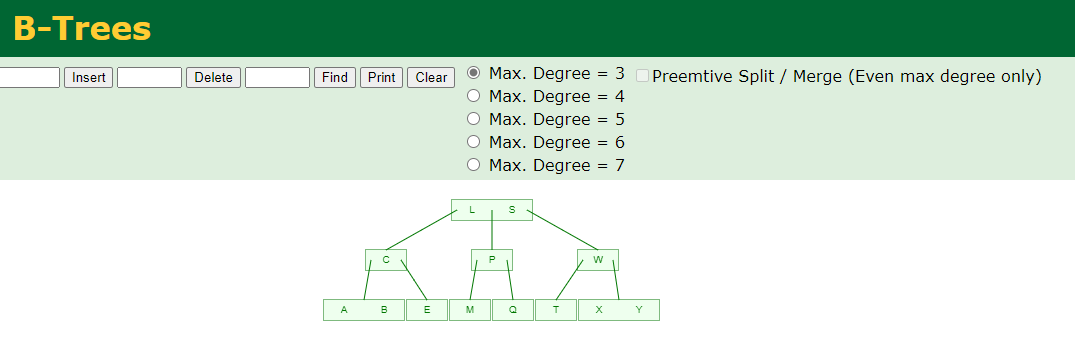 B-Trees
Insert Delete Find Print Clear Max. Degree = 3 Preemtive Split / Merge (Even max degree only)
Max. Degree = 4
Max. Degree = 5
Max. Degree = 6
Max. Degree = 7
L S
C P W
A B E M Q T X Y